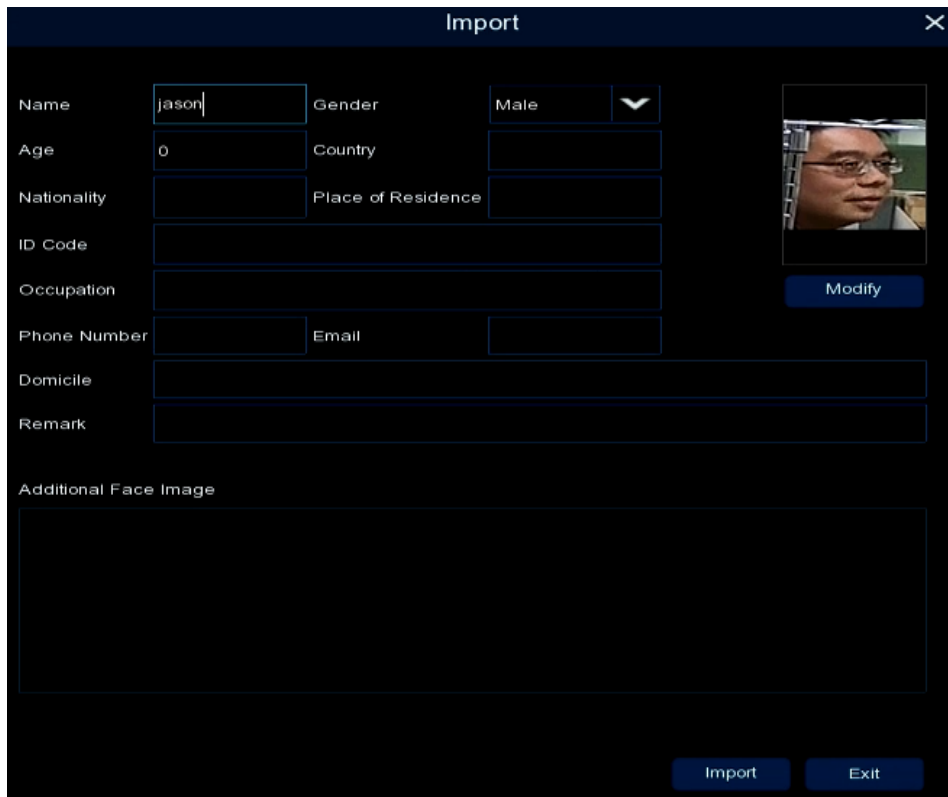 Import
Name jason Gender Male
Age 0 Country
Nationality Place of Residence
ID Code
Occupation Modify
Phone Number Email
Domicile
Remark
Additional Face Image
Import Exit